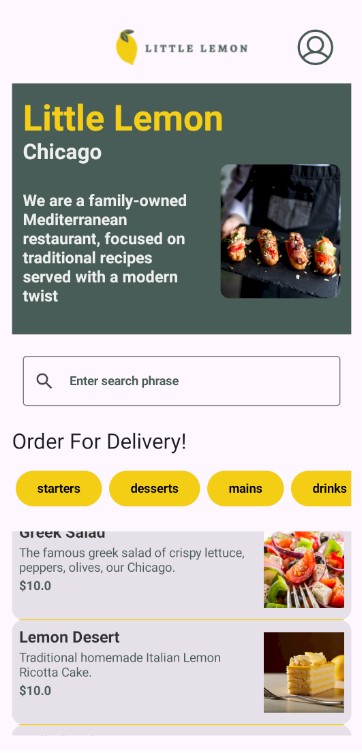 LITTLE LEMON
Little Lemon
Chicago
We are a family-owned
Mediterranean
restaurant, focused on
traditional recipes
served with a modern
twist
Enter search phrase
Order For Delivery!
starters desserts mains drinks
Greek Salad
The famous greek salad of crispy lettuce,
peppers, olives, our Chicago.
$10.0
Lemon Desert
Traditional homemade Italian Lemon
Ricotta Cake.
$10.0